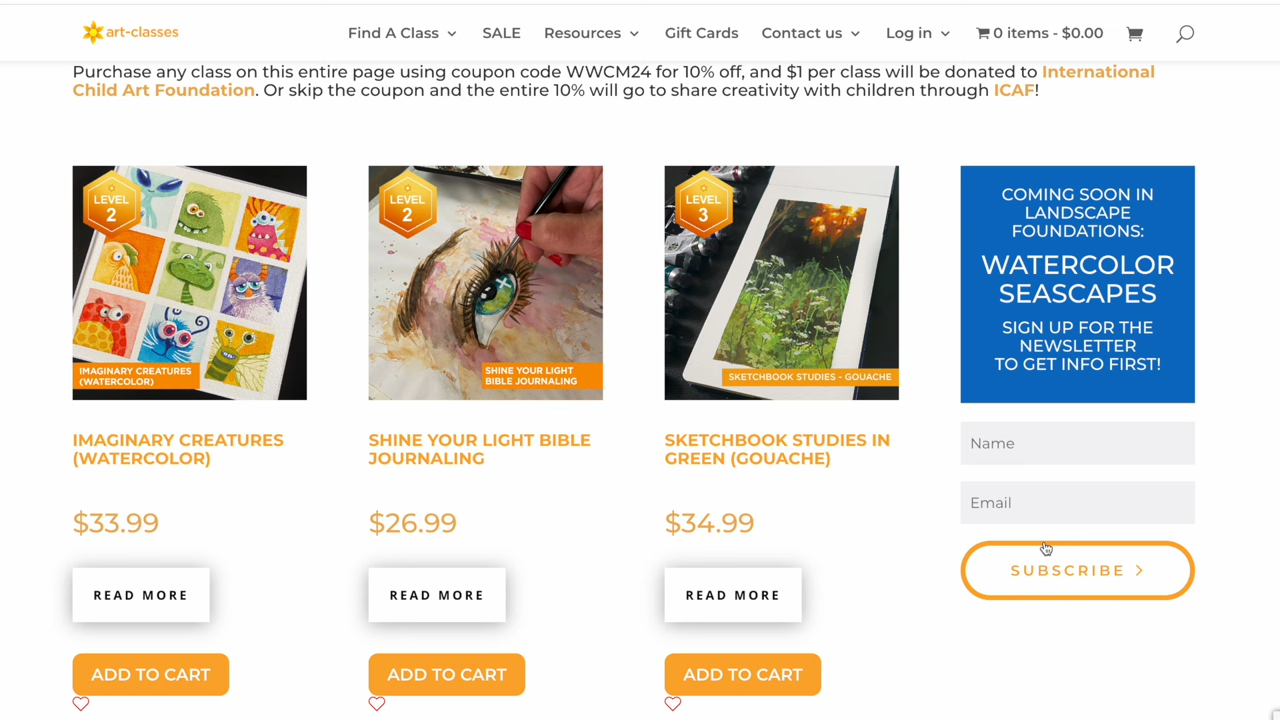 art-classes
Find A Class
SALE
Resources
Gift Cards
Contact us
Log in
0 items - $0.00
Purchase any class on this entire page using coupon code WWCM24 for 10% off, and $1 per class will be donated to International
Child Art Foundation. Or skip the coupon and the entire 10% will go to share creativity with children through ICAF!
LEVEL
2
IMAGINARY CREATURES
(WATERCOLOR)
IMAGINARY CREATURES
(WATERCOLOR)
$33.99
READ MORE
ADD TO CART
LEVEL
2
SHINE YOUR LIGHT
BIBLE JOURNALING
SHINE YOUR LIGHT BIBLE
JOURNALING
$26.99
READ MORE
ADD TO CART
LEVEL
3
SKETCHBOOK STUDIES - GOUACHE
SKETCHBOOK STUDIES IN
GREEN (GOUACHE)
$34.99
READ MORE
ADD TO CART
COMING SOON IN
LANDSCAPE
FOUNDATIONS:
WATERCOLOR
SEASCAPES
SIGN UP FOR THE
NEWSLETTER
TO GET INFO FIRST!
Name
Email
SUBSCRIBE